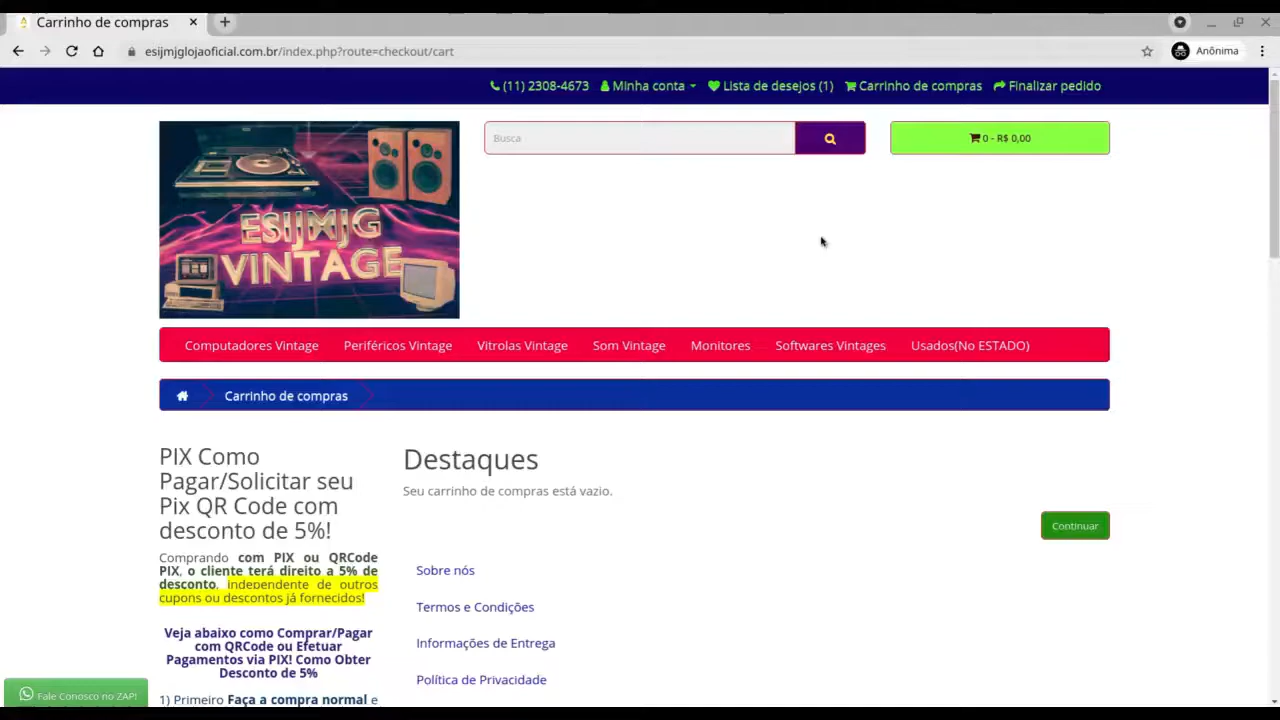 Carrinho de compras
esijmjglojaoficial.com.br/index.php?route=checkout/cart
Anônima
(11) 2308-4673 Minha conta Lista de desejos (1) Carrinho de compras Finalizar pedido
Busca
0 - R$ 0,00
ESIJMJG
VINTAGE
Computadores Vintage Periféricos Vintage Vitrolas Vintage Som Vintage Monitores Softwares Vintages Usados(No ESTADO)
Carrinho de compras
PIX Como
Pagar/Solicitar seu
Pix QR Code com
desconto de 5%!
Comprando com PIX ou QRCode
PIX, o cliente terá direito a 5% de
desconto, independente de outros
cupons ou descontos já fornecidos!
Veja abaixo como Comprar/Pagar
com QRCode ou Efetuar
Pagamentos via PIX! Como Obter
Desconto de 5%
1) Primeiro Faça a compra normal e
Destaques
Seu carrinho de compras está vazio.
Continuar
Sobre nós
Termos e Condições
Informações de Entrega
Política de Privacidade
Fale Conosco no ZAP!